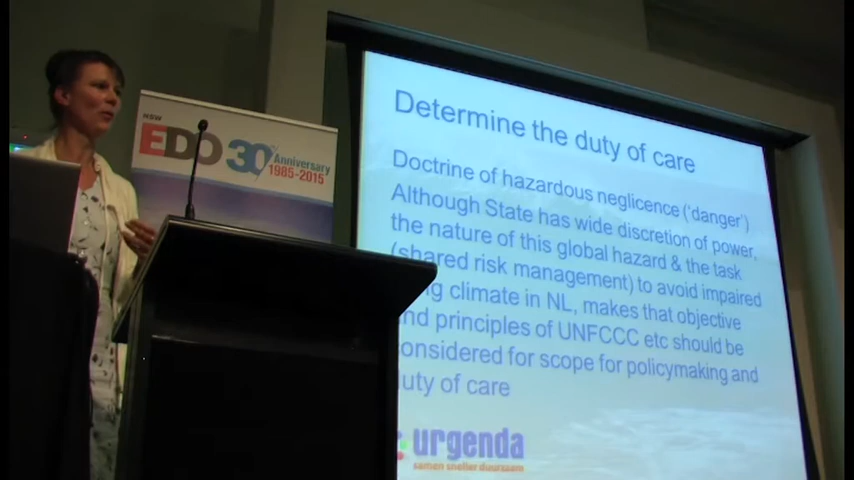 NSW
EDO 30th Anniversary
1985-2015
Determine the duty of care
Doctrine of hazardous neglicence ('danger')
Although State has wide discretion of power,
the nature of this global hazard & the task
(shared risk management) to avoid impaired
climate in NL, makes that objective
and principles of UNFCCC etc should be
considered for scope for policymaking and
duty of care
urgenda
samen sneller duurzaam